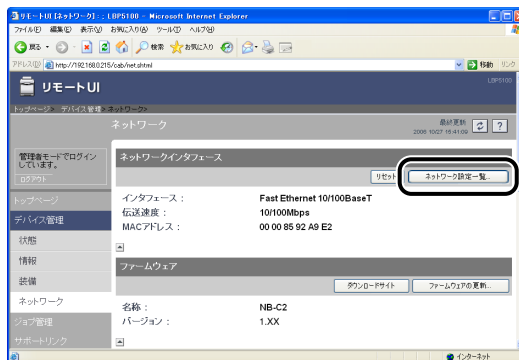 リモートUI [ネットワーク] : : LBP5100 - Microsoft Internet Explorer
ファイル(F) 編集(E) 表示(V) お気に入り(A) ツール(T) ヘルプ(H)
戻る 検索 お気に入り
アドレス(D) http://192.168.0.215/cab/net.shtml 移動 リンク
リモートUI LBP5100
トップページ> デバイス管理>ネットワーク>
ネットワーク
最終更新
2006 10/27 15:41:09
管理者モードでログインしています。
ログアウト
トップページ
デバイス管理
状態
情報
装備
ネットワーク
ジョブ管理
サポートリンク
ネットワークインタフェース
リセット ネットワーク設定一覧...
インタフェース : Fast Ethernet 10/100BaseT
伝送速度 : 10/100Mbps
MACアドレス : 00 00 85 92 A9 E2
ファームウェア
ダウンロードサイト ファームウェアの更新...
名称 : NB-C2
バージョン : 1.XX
インターネット